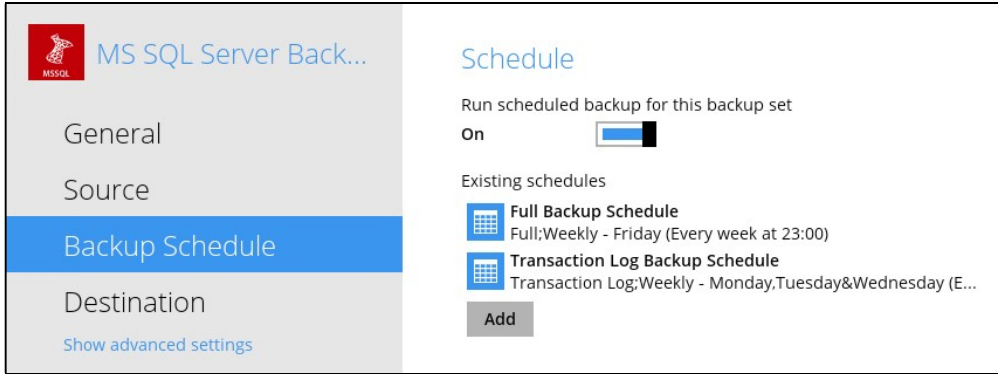 MSSQL
MS SQL Server Back...
General
Source
Backup Schedule
Destination
Show advanced settings
Schedule
Run scheduled backup for this backup set
On
Existing schedules
Full Backup Schedule
Full;Weekly - Friday (Every week at 23:00)
Transaction Log Backup Schedule
Transaction Log;Weekly - Monday,Tuesday&Wednesday (E...
Add